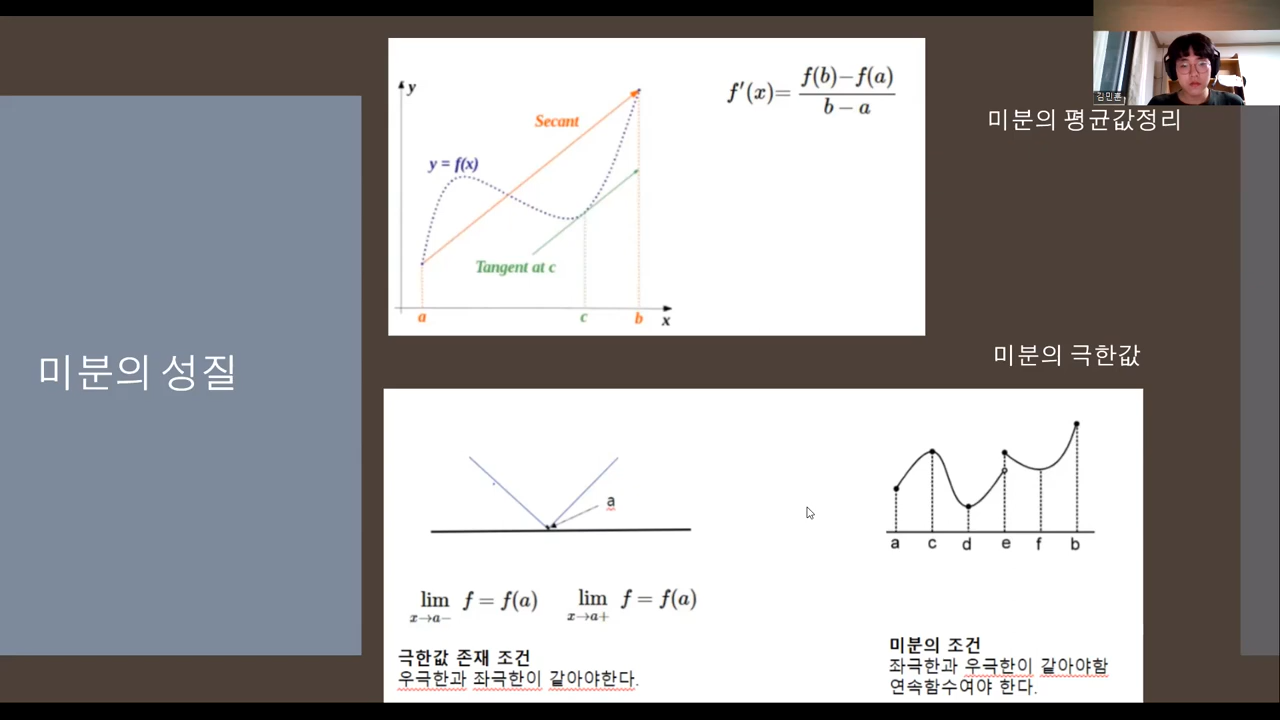 미분의 성질
y
Secant
y = f(x)
Tangent at c
a
c
b
x
f′(x)= f(b)−f(a) / b − a
김민훈
미분의 평균값정리
미분의 극한값
a
lim x→a− f = f(a)
lim x→a+ f = f(a)
극한값 존재 조건
우극한과 좌극한이 같아야한다.
a c d e f b
미분의 조건
좌극한과 우극한이 같아야함
연속함수여야 한다.